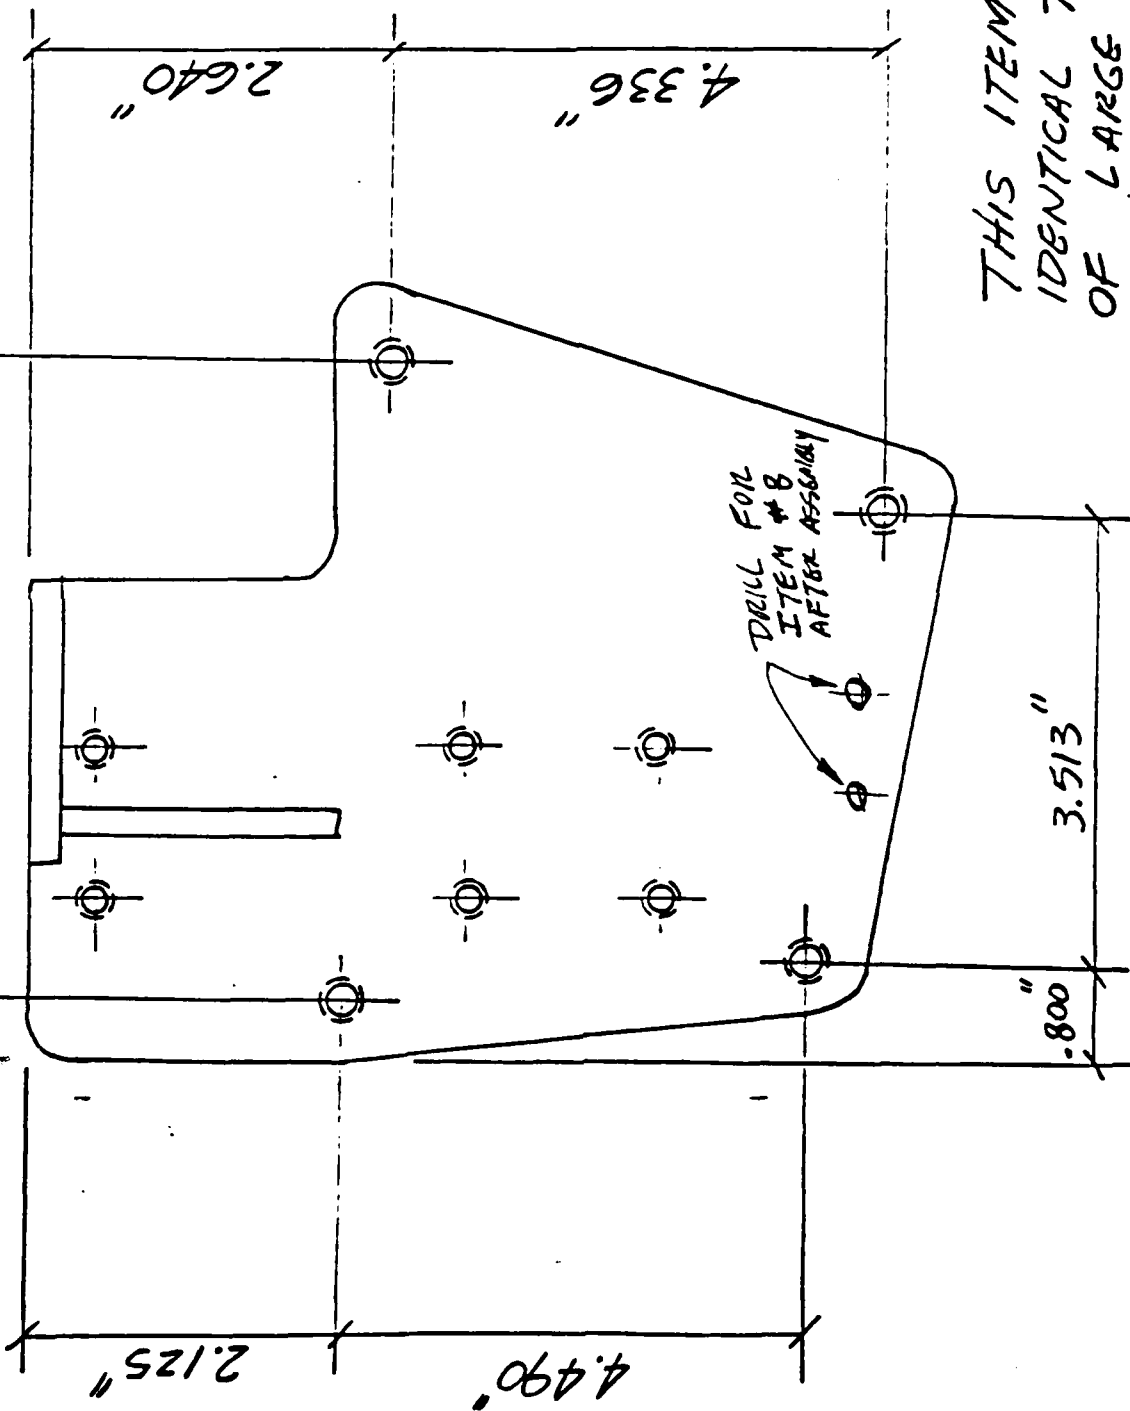 2.640"
4.336"
THIS ITEM
IDENTICAL
OF LARGE
DRILL FOR
ITEM #8
AFTER ASSEMBLY
3.513"
.800"
2.125"
4.490"